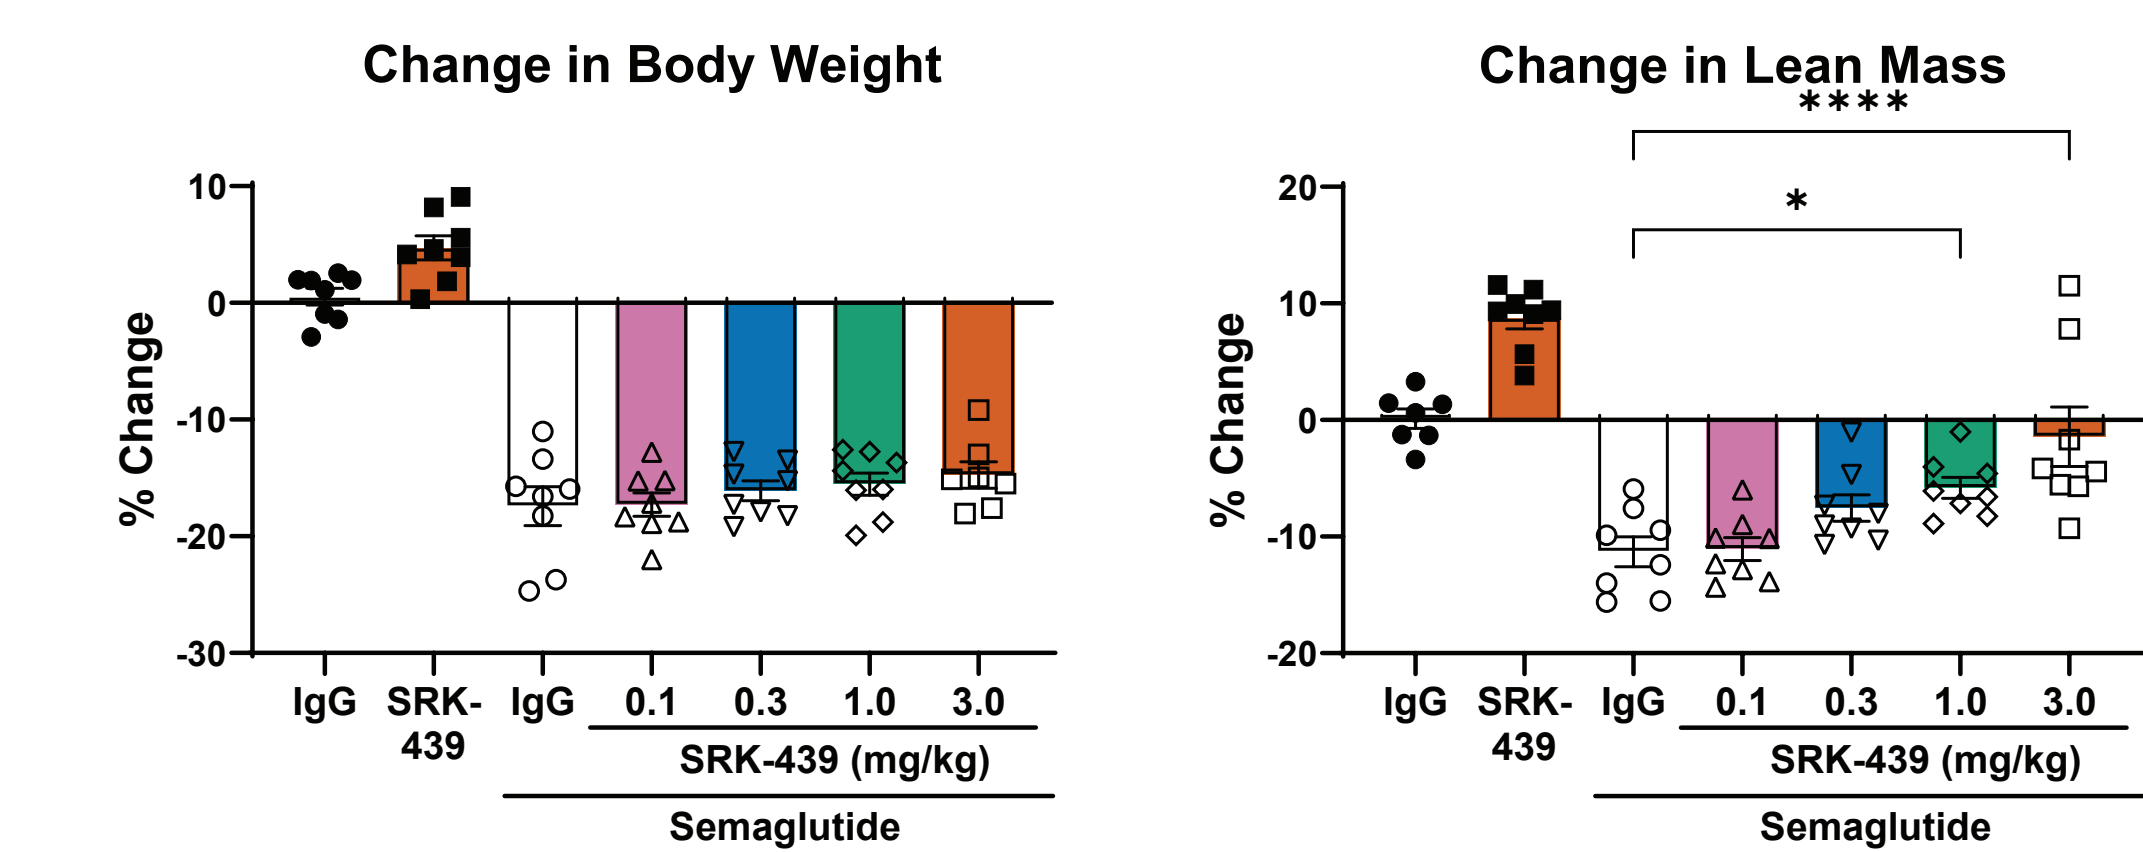 Change in Body Weight
% Change
10
0
-10
-20
-30
IgG SRK-439 IgG 0.1 0.3 1.0 3.0
SRK-439 (mg/kg)
Semaglutide
Change in Lean Mass
****
*
% Change
20
10
0
-10
-20
IgG SRK-439 IgG 0.1 0.3 1.0 3.0
SRK-439 (mg/kg)
Semaglutide